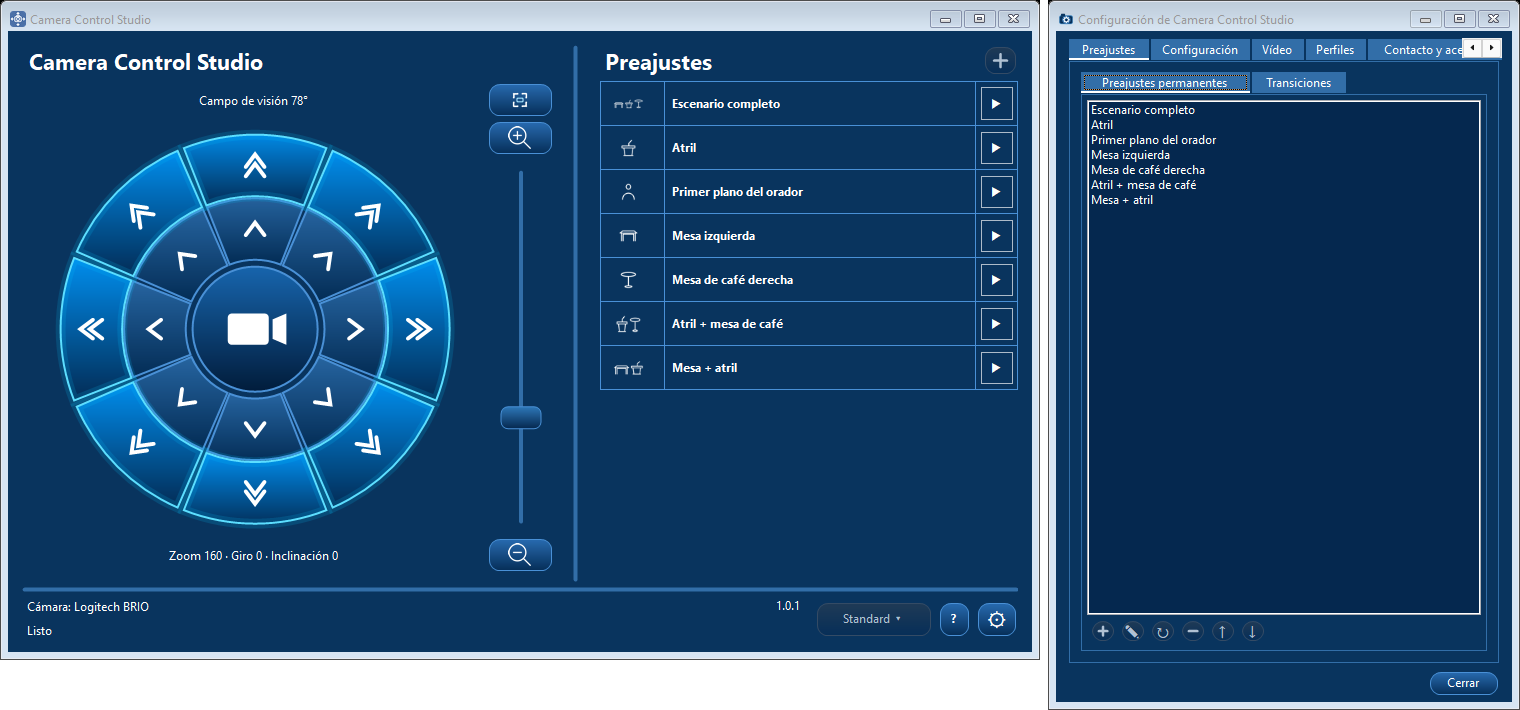 Camera Control Studio
Camera Control Studio
Campo de visión 78°
Zoom 160 · Giro 0 · Inclinación 0
Preajustes
Escenario completo
Atril
Primer plano del orador
Mesa izquierda
Mesa de café derecha
Atril + mesa de café
Mesa + atril
Cámara: Logitech BRIO
Listo
1.0.1
Standard
?
Configuración de Camera Control Studio
Preajustes Configuración Vídeo Perfiles Contacto y ace
Preajustes permanentes Transiciones
Escenario completo
Atril
Primer plano del orador
Mesa izquierda
Mesa de café derecha
Atril + mesa de café
Mesa + atril
Cerrar